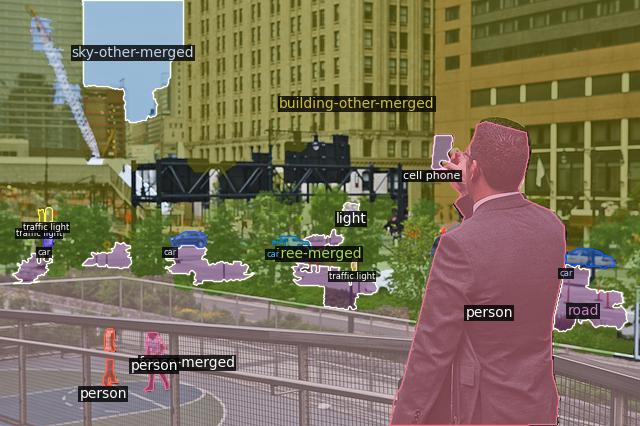 sky-other-merged
building-other-merged
cell phone
light
traffic light
traffic light
car
car
car
tree-merged
traffic light
car
road
person
person
-merged
person